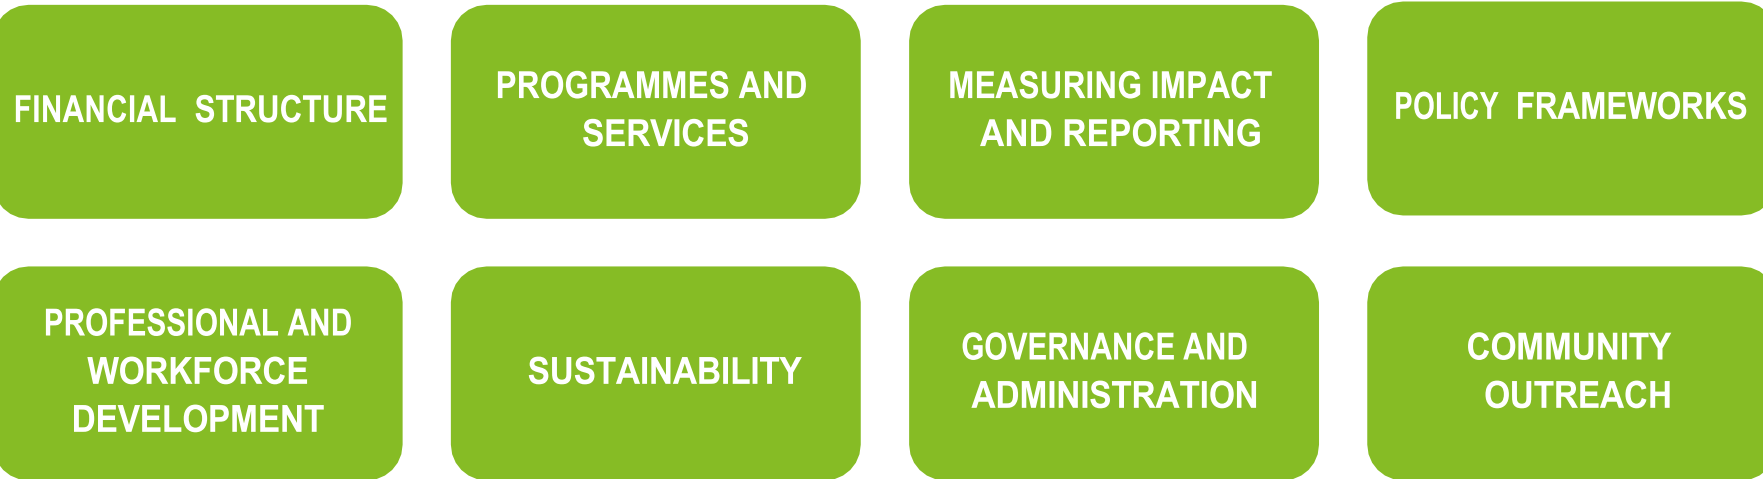 FINANCIAL STRUCTURE
PROGRAMMES AND
SERVICES
MEASURING IMPACT
AND REPORTING
POLICY FRAMEWORKS
PROFESSIONAL AND
WORKFORCE
DEVELOPMENT
SUSTAINABILITY
GOVERNANCE AND
ADMINISTRATION
COMMUNITY
OUTREACH